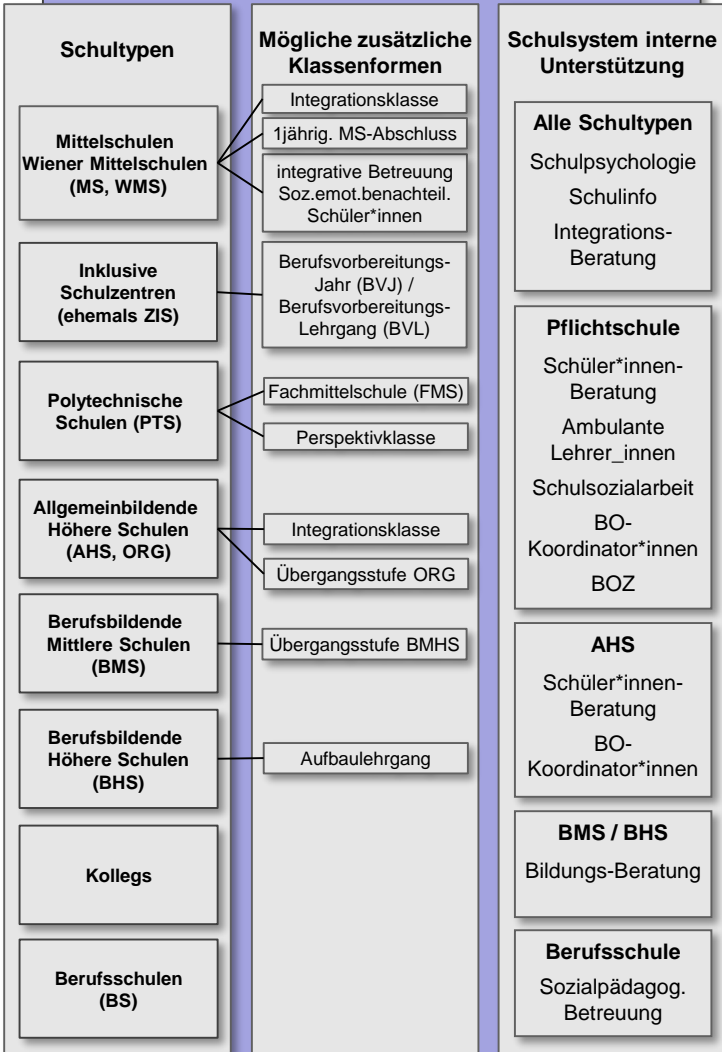 Schultypen
Mittelschulen
Wiener Mittelschulen
(MS, WMS)
Inklusive
Schulzentren
(ehemals ZIS)
Polytechnische
Schulen (PTS)
Allgemeinbildende
Höhere Schulen
(AHS, ORG)
Berufsbildende
Mittlere Schulen
(BMS)
Berufsbildende
Höhere Schulen
(BHS)
Kollegs
Berufsschulen
(BS)
Mögliche zusätzliche
Klassenformen
Integrationsklasse
1jährig. MS-Abschluss
integrative Betreuung
Soz.emot.benachteil.
Schüler*innen
Berufsvorbereitungs-
Jahr (BVJ) /
Berufsvorbereitungs-
Lehrgang (BVL)
Fachmittelschule (FMS)
Perspektivklasse
Integrationsklasse
Übergangsstufe ORG
Übergangsstufe BMHS
Aufbaulehrgang
Schulsystem interne
Unterstützung
Alle Schultypen
Schulpsychologie
Schulinfo
Integrations-
Beratung
Pflichtschule
Schüler*innen-
Beratung
Ambulante
Lehrer_innen
Schulsozialarbeit
BO-
Koordinator*innen
BOZ
AHS
Schüler*innen-
Beratung
BO-
Koordinator*innen
BMS / BHS
Bildungs-Beratung
Berufsschule
Sozialpädagog.
Betreuung